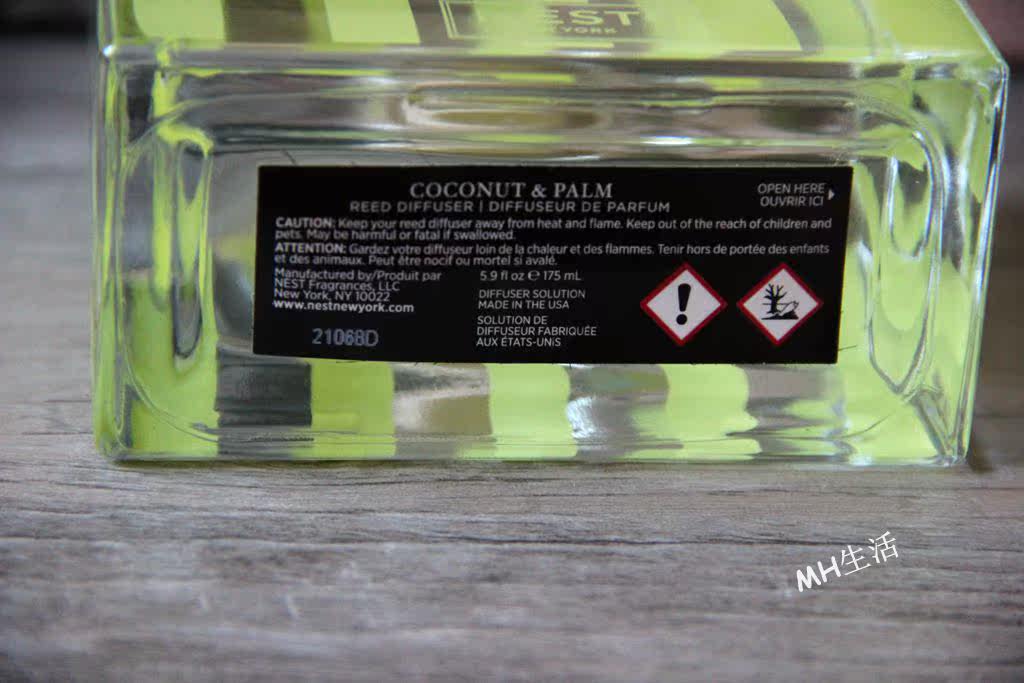 EST
YORK
COCONUT & PALM
REED DIFFUSER | DIFFUSEUR DE PARFUM
OPEN HERE
OUVRIR ICI
CAUTION: Keep your reed diffuser away from heat and flame. Keep out of the reach of children and
pets. May be harmful or fatal if swallowed.
ATTENTION: Gardez votre diffuseur loin de la chaleur et des flammes. Tenir hors de portée des enfants
et des animaux. Peut être nocif ou mortel si avalé.
Manufactured by/Produit par
NEST Fragrances, LLC
New York, NY 10022
www.nestnewyork.com
21068D
5.9 fl oz ℮ 175 mL
DIFFUSER SOLUTION
MADE IN THE USA
SOLUTION DE
DIFFUSEUR FABRIQUÉE
AUX ÉTATS-UNIS
MH生活